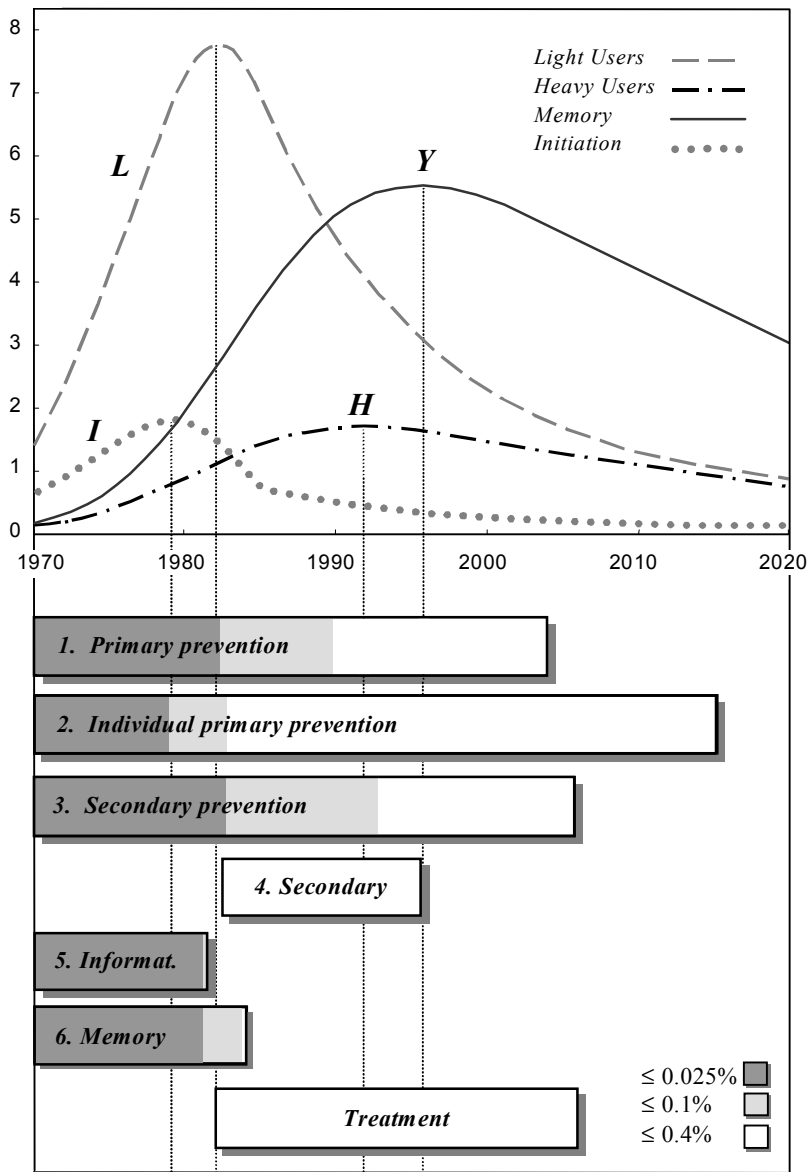 8
7
6
5
4
3
2
1
0
Light Users
Heavy Users
Memory
Initiation
L
Y
I
H
1970 1980 1990 2000 2010 2020
1. Primary prevention
2. Individual primary prevention
3. Secondary prevention
4. Secondary
5. Informat.
6. Memory
Treatment
≤ 0.025%
≤ 0.1%
≤ 0.4%